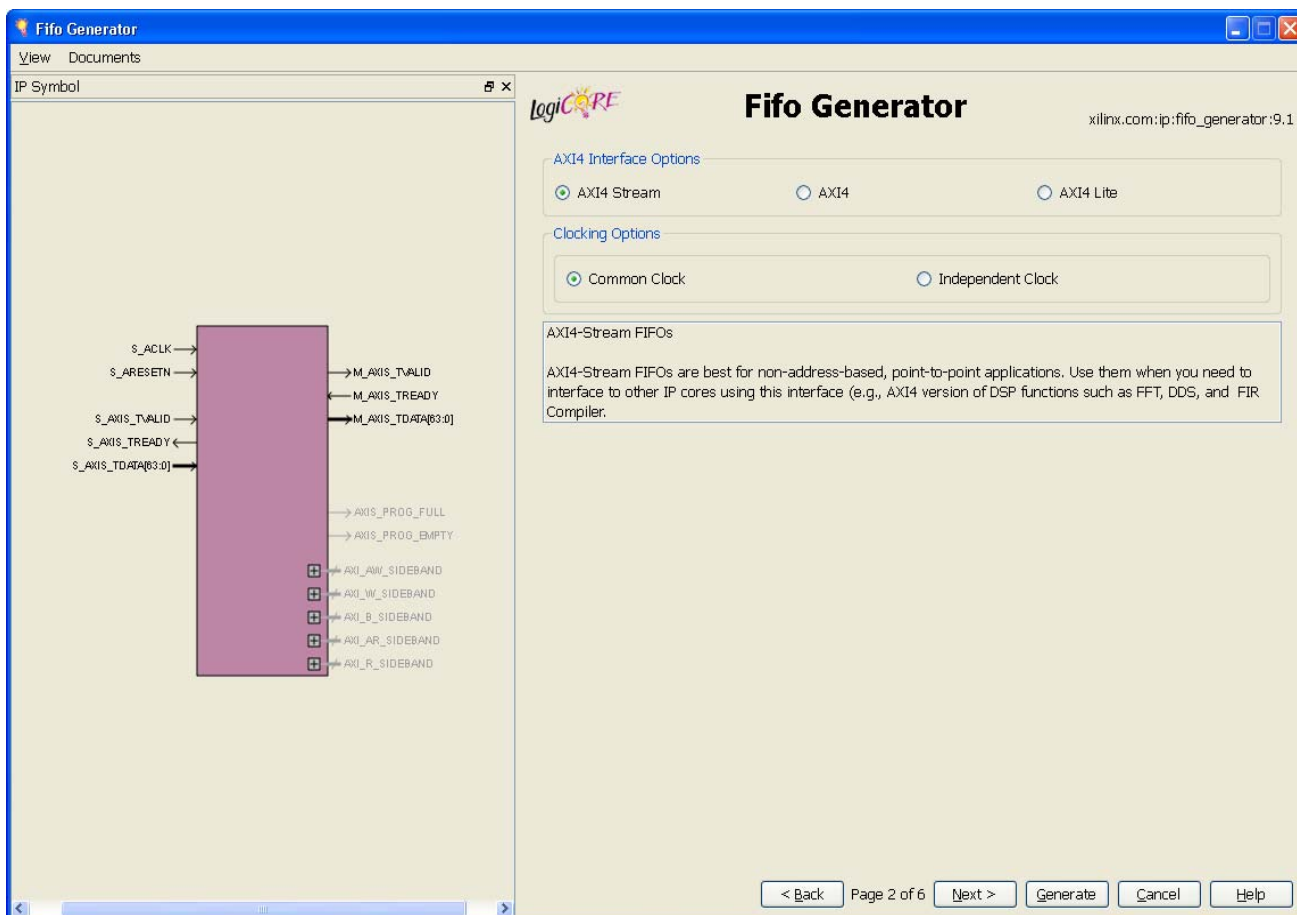 Fifo Generator
View Documents
IP Symbol
S_ACLK
S_ARESETN
S_AXIS_TVALID
S_AXIS_TREADY
S_AXIS_TDATA[63:0]
M_AXIS_TVALID
M_AXIS_TREADY
M_AXIS_TDATA[63:0]
AXIS_PROG_FULL
AXIS_PROG_EMPTY
AXI_AW_SIDEBAND
AXI_W_SIDEBAND
AXI_B_SIDEBAND
AXI_AR_SIDEBAND
AXI_R_SIDEBAND
LogiCORE
Fifo Generator
xilinx.com:ip:fifo_generator:9.1
AXI4 Interface Options
AXI4 Stream AXI4 AXI4 Lite
Clocking Options
Common Clock Independent Clock
AXI4-Stream FIFOs
AXI4-Stream FIFOs are best for non-address-based, point-to-point applications. Use them when you need to
interface to other IP cores using this interface (e.g., AXI4 version of DSP functions such as FFT, DDS, and FIR
Compiler.
< Back Page 2 of 6 Next > Generate Cancel Help